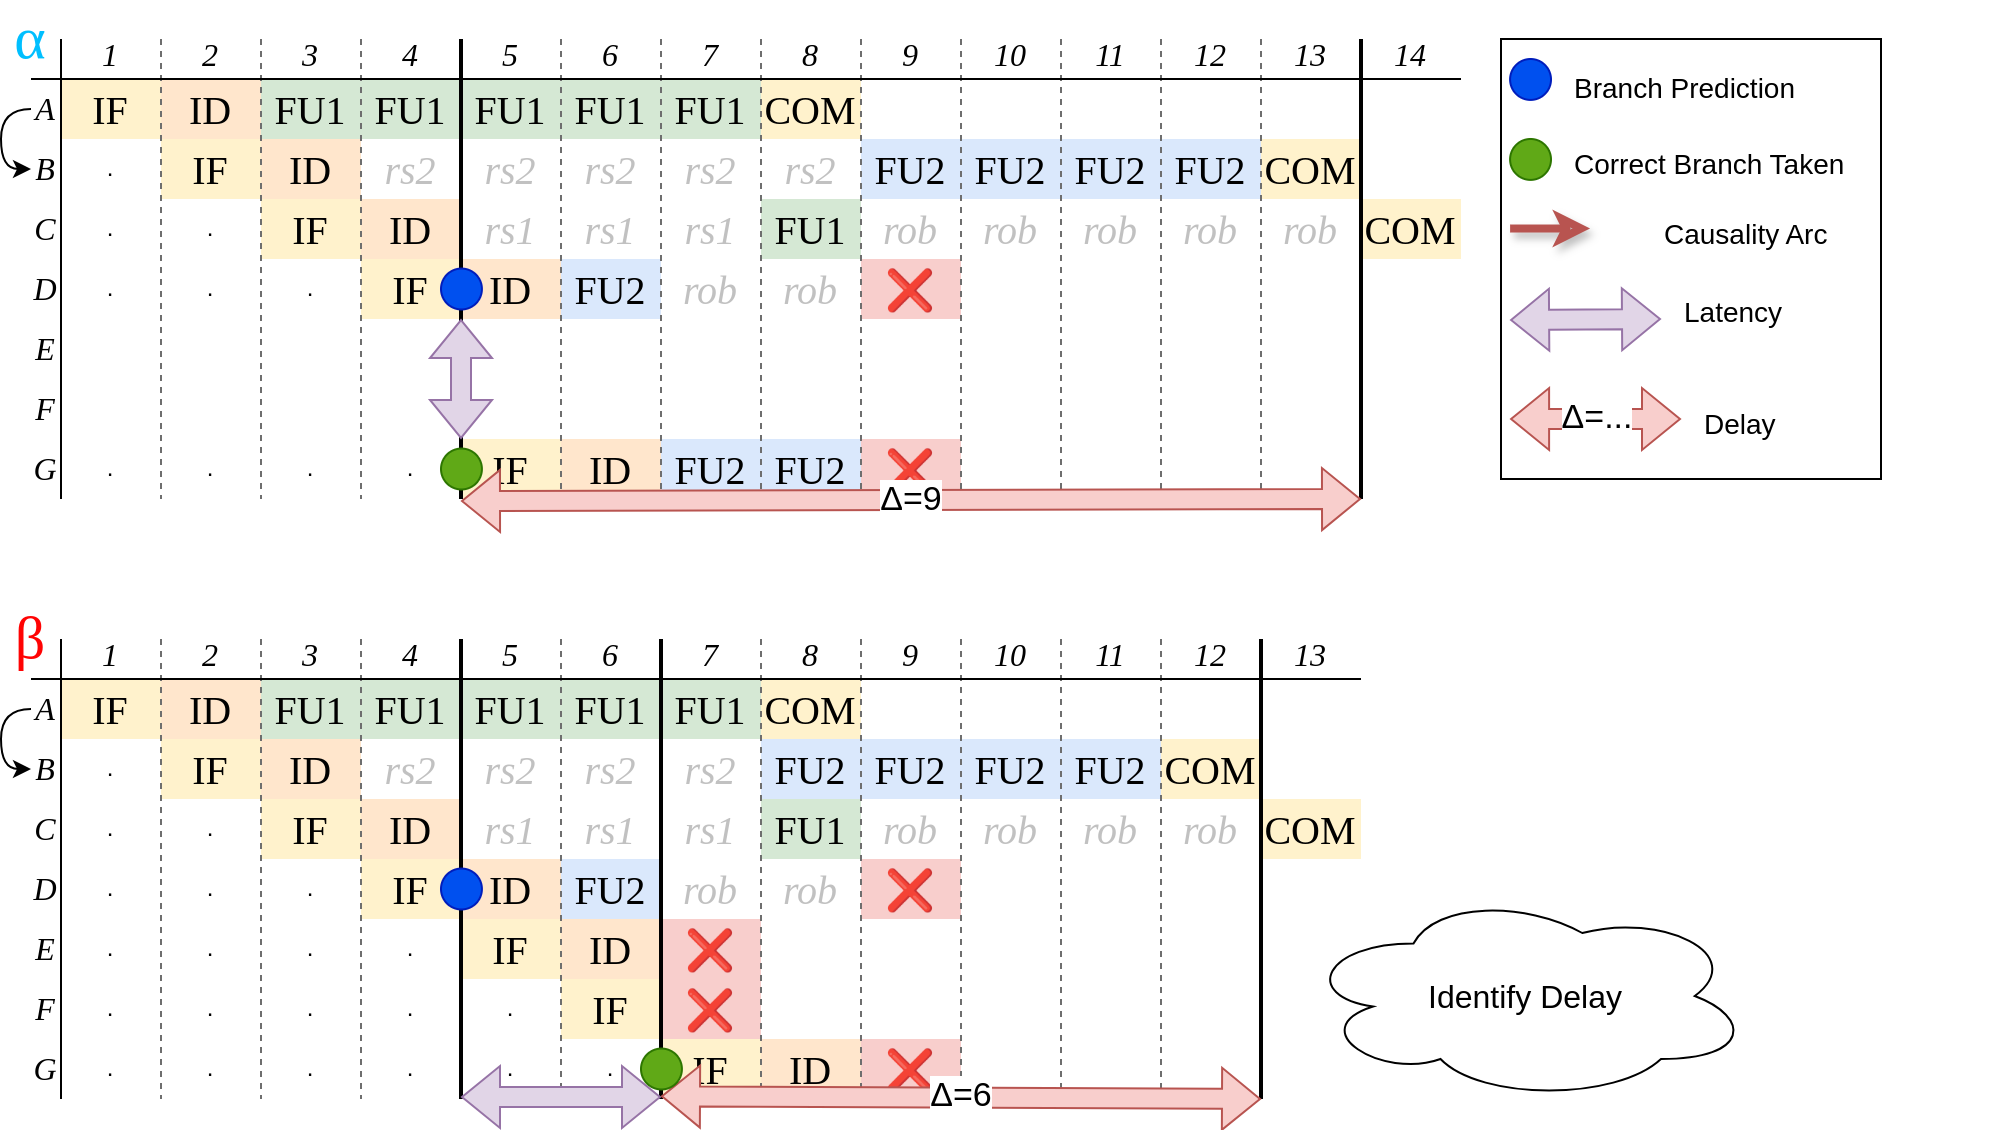 α
1 2 3 4 5 6 7 8 9 10 11 12 13 14
A IF ID FU1 FU1 FU1 FU1 FU1 COM
B . IF ID rs2 rs2 rs2 rs2 rs2 FU2 FU2 FU2 FU2 COM
C . . IF ID rs1 rs1 rs1 FU1 rob rob rob rob rob COM
D . . . IF ID FU2 rob rob ❌
E
F
G . . . . IF ID FU2 FU2 ❌
Δ=9
Branch Prediction
Correct Branch Taken
Causality Arc
Latency
Δ=... Delay
β
1 2 3 4 5 6 7 8 9 10 11 12 13
A IF ID FU1 FU1 FU1 FU1 FU1 COM
B . IF ID rs2 rs2 rs2 rs2 FU2 FU2 FU2 FU2 COM
C . . IF ID rs1 rs1 rs1 FU1 rob rob rob rob COM
D . . . IF ID FU2 rob rob ❌
E . . . . IF ID ❌
F . . . . . IF ❌
G . . . . . . IF ID ❌
Δ=6
Identify Delay